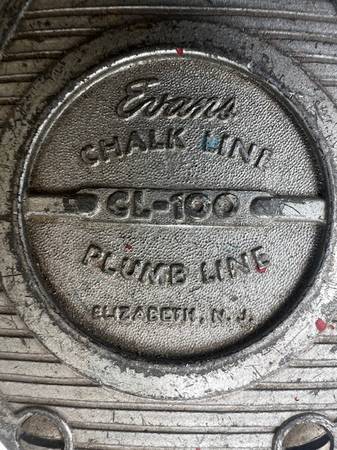 Evans
CHALK LINE
CL-100
PLUMB LINE
ELIZABETH, N. J.